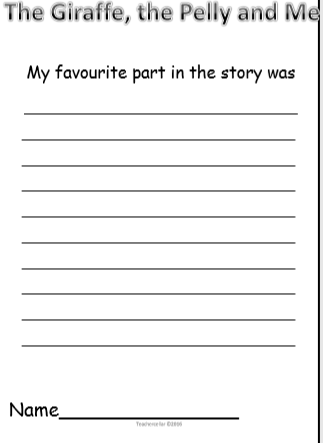 The Giraffe, the Pelly and Me
My favourite part in the story was
Name